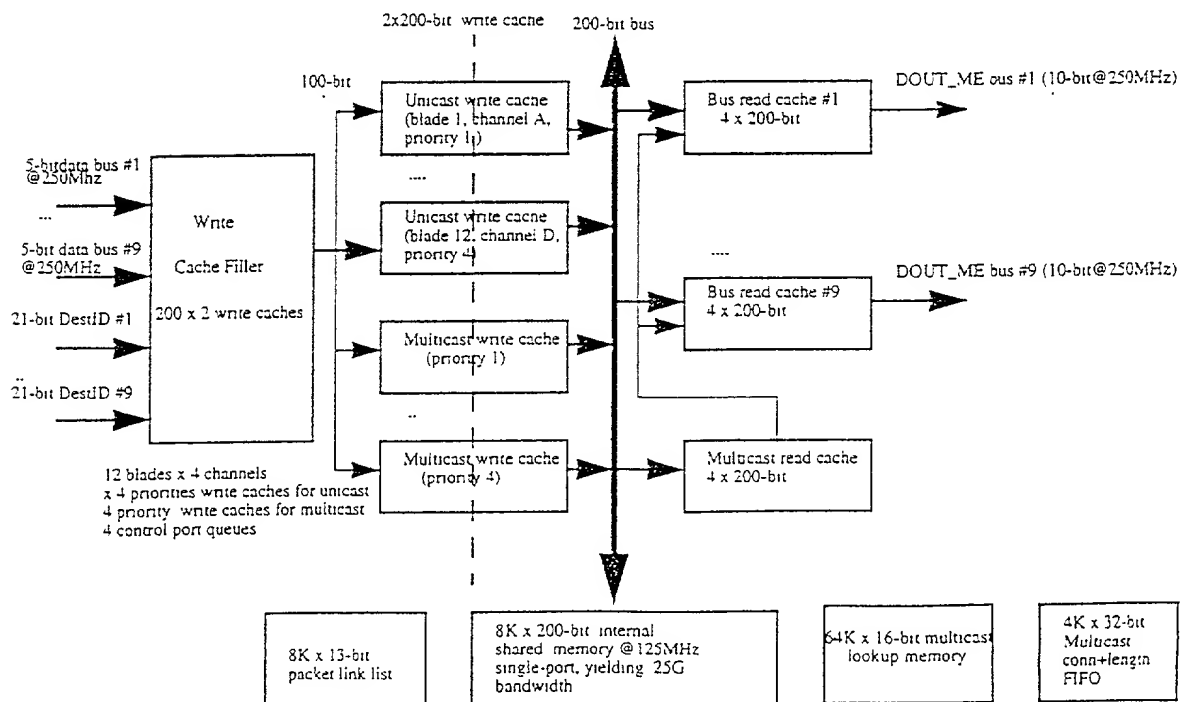 2x200-bit write cache
200-bit bus
100-bit
Unicast write cache
(blade 1, channel A,
priority 1)
----
Unicast write cache
(blade 12, channel D,
priority 4)
Multicast write cache
(priority 1)
..
Multicast write cache
(priority 4)
5-bitdata bus #1
@250Mhz
...
5-bit data bus #9
@250MHz
21-bit DestID #1
..
21-bit DestID #9
Write
Cache Filler
200 x 2 write caches
12 blades x 4 channels
x 4 priorities write caches for unicast
4 priority write caches for multicast
4 control port queues
Bus read cache #1
4 x 200-bit
DOUT_ME bus #1 (10-bit@250MHz)
----
Bus read cache #9
4 x 200-bit
DOUT_ME bus #9 (10-bit@250MHz)
Multicast read cache
4 x 200-bit
8K x 13-bit
packet link list
8K x 200-bit internal
shared memory @125MHz
single-port, yielding 25G
bandwidth
64K x 16-bit multicast
lookup memory
4K x 32-bit
Multicast
conn+length
FIFO